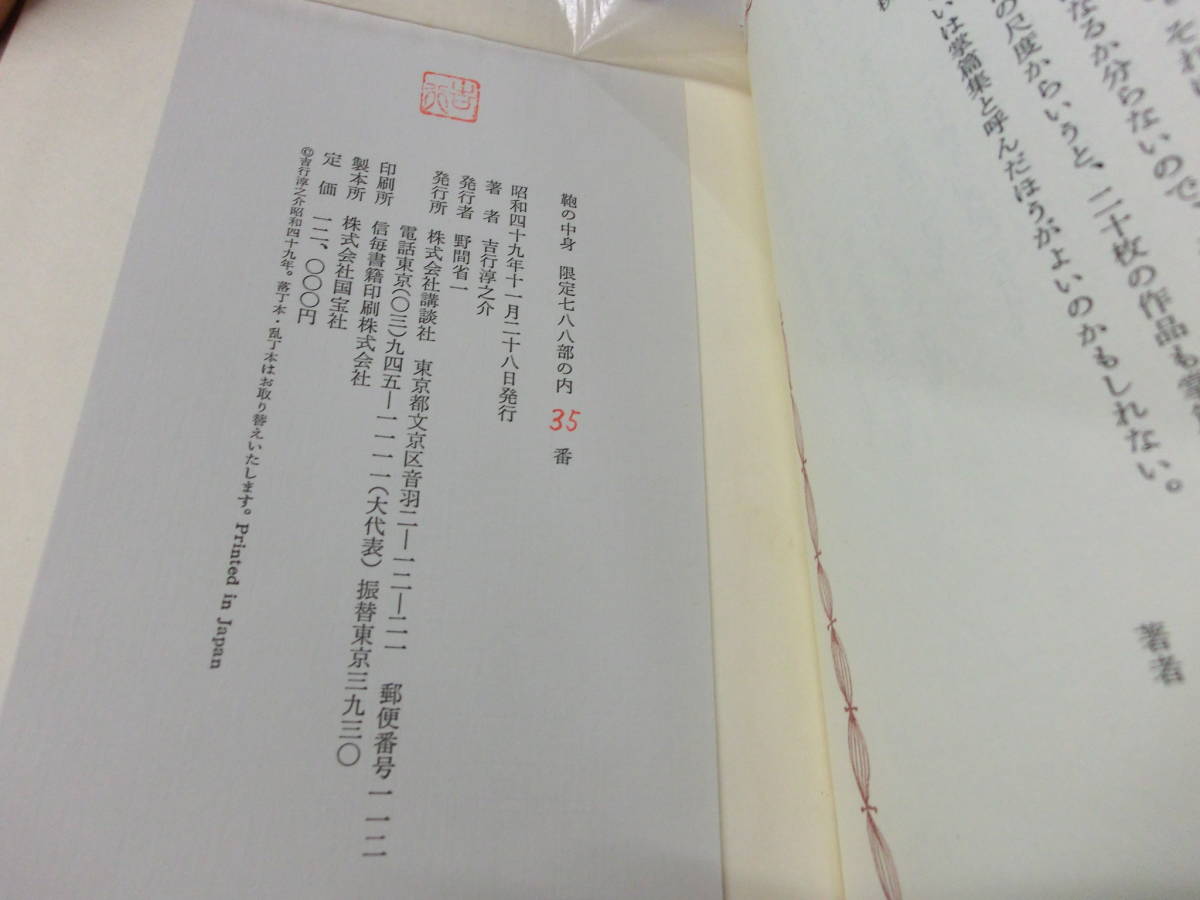 それ
なるか分らないので、
の尺度からいうと、二十枚の作品も
いは掌篇集と呼んだほうがよいのかもしれない。
著者
鞄の中身 限定七八八部の内 35 番
昭和四十九年十一月二十八日発行
著者 吉行淳之介
発行者 野間省一
発行所 株式会社講談社 東京都文京区音羽二―一二―二一 郵便番号一一二
電話東京(〇三)九四五―一一一一(大代表) 振替東京三九三〇
印刷所 信毎書籍印刷株式会社
製本所 株式会社国宝社
定価 一二、〇〇〇円
©吉行淳之介昭和四十九年。落丁本・乱丁本はお取り替えいたします。Printed in Japan
吉行